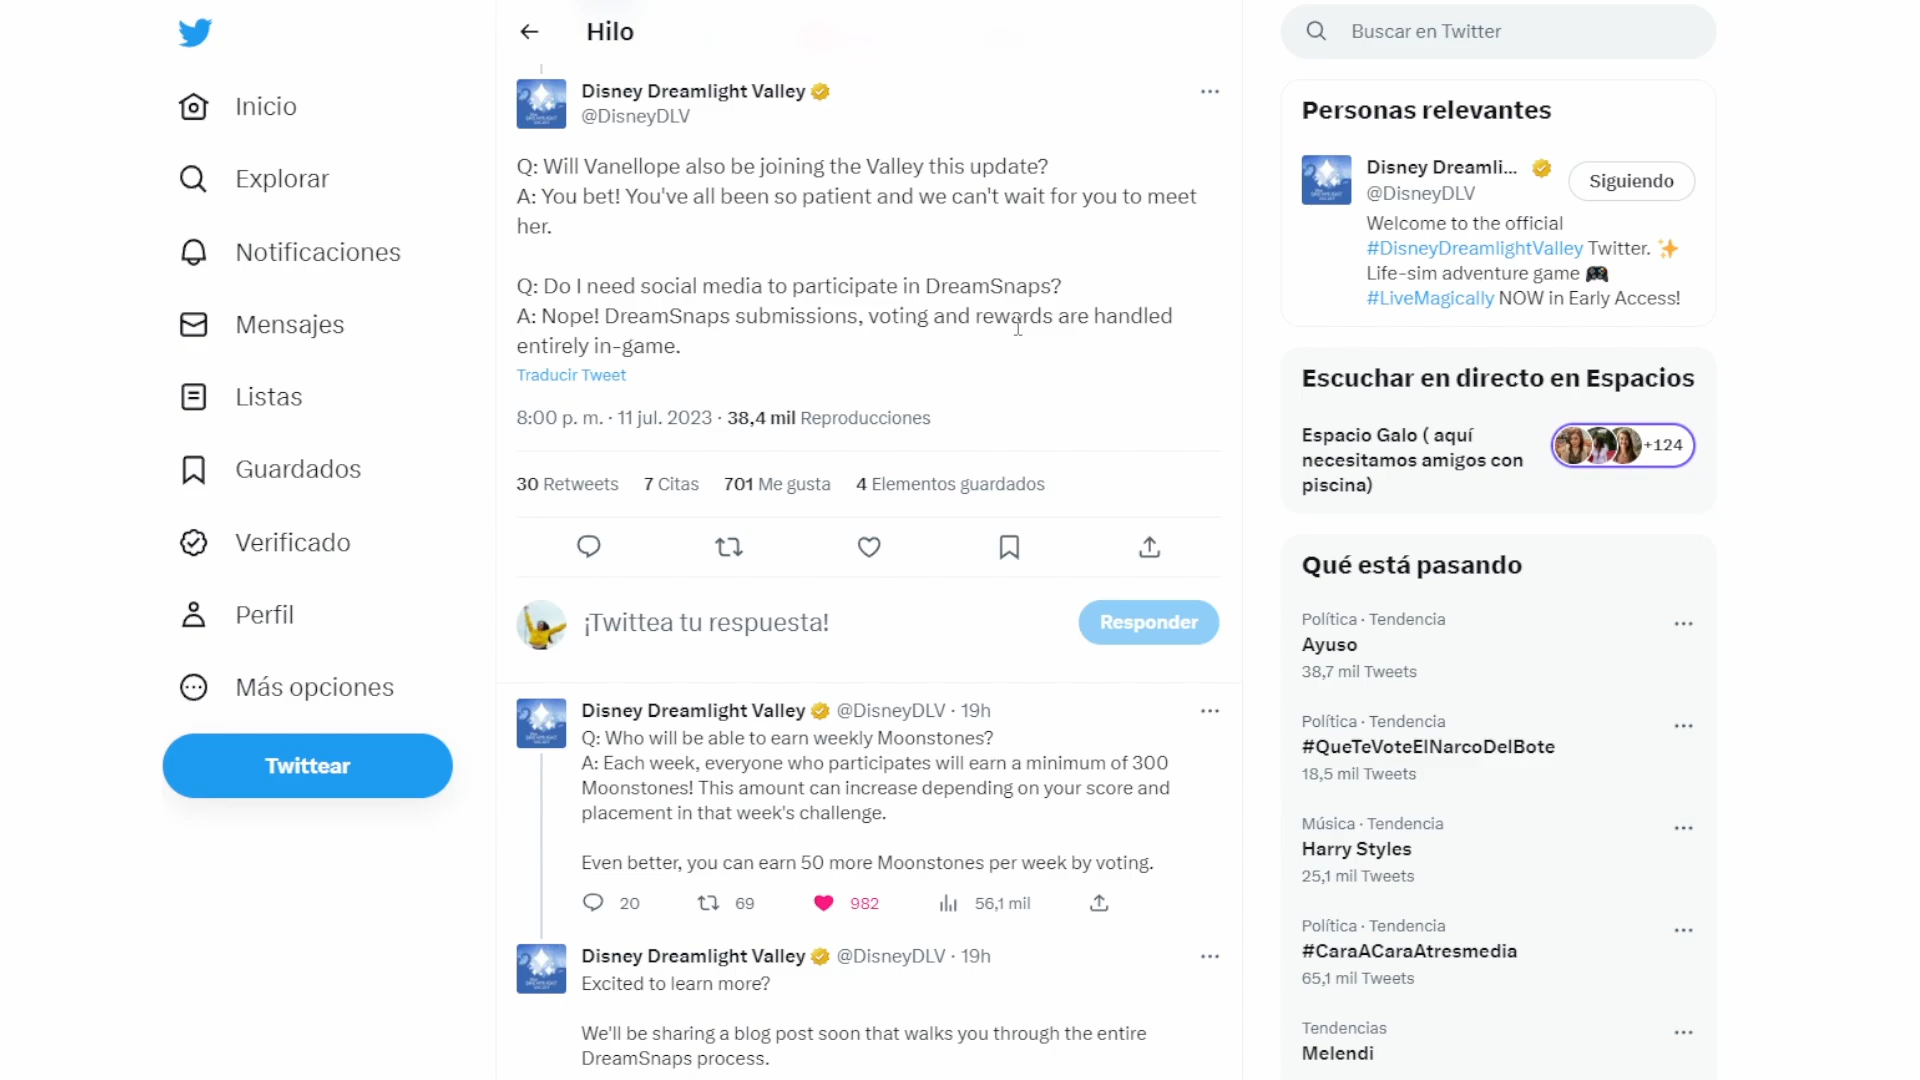 Inicio
Explorar
Notificaciones
Mensajes
Listas
Guardados
Verificado
Perfil
Más opciones
Twittear
Hilo
Disney Dreamlight Valley
@DisneyDLV
Q: Will Vanellope also be joining the Valley this update?
A: You bet! You've all been so patient and we can't wait for you to meet
her.
Q: Do I need social media to participate in DreamSnaps?
A: Nope! DreamSnaps submissions, voting and rewards are handled
entirely in-game.
Traducir Tweet
8:00 p. m. · 11 jul. 2023 · 38,4 mil Reproducciones
30 Retweets 7 Citas 701 Me gusta 4 Elementos guardados
¡Twittea tu respuesta!
Responder
Disney Dreamlight Valley @DisneyDLV · 19h
Q: Who will be able to earn weekly Moonstones?
A: Each week, everyone who participates will earn a minimum of 300
Moonstones! This amount can increase depending on your score and
placement in that week's challenge.
Even better, you can earn 50 more Moonstones per week by voting.
20 69 982 56,1 mil
Disney Dreamlight Valley @DisneyDLV · 19h
Excited to learn more?
We'll be sharing a blog post soon that walks you through the entire
DreamSnaps process.
Buscar en Twitter
Personas relevantes
Disney Dreamli...
@DisneyDLV
Siguiendo
Welcome to the official
#DisneyDreamlightValley Twitter. ✨
Life-sim adventure game 🎮
#LiveMagically NOW in Early Access!
Escuchar en directo en Espacios
Espacio Galo ( aquí
necesitamos amigos con
piscina)
+124
Qué está pasando
Política · Tendencia
Ayuso
38,7 mil Tweets
Política · Tendencia
#QueTeVoteElNarcoDelBote
18,5 mil Tweets
Música · Tendencia
Harry Styles
25,1 mil Tweets
Política · Tendencia
#CaraACaraAtresmedia
65,1 mil Tweets
Tendencias
Melendi